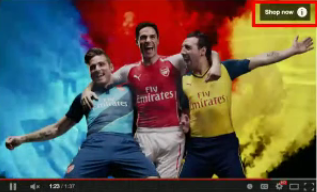 Shop now i
Fly
Emirates
Fly
Emirates
Fly
Emirates
1:25 / 1:37